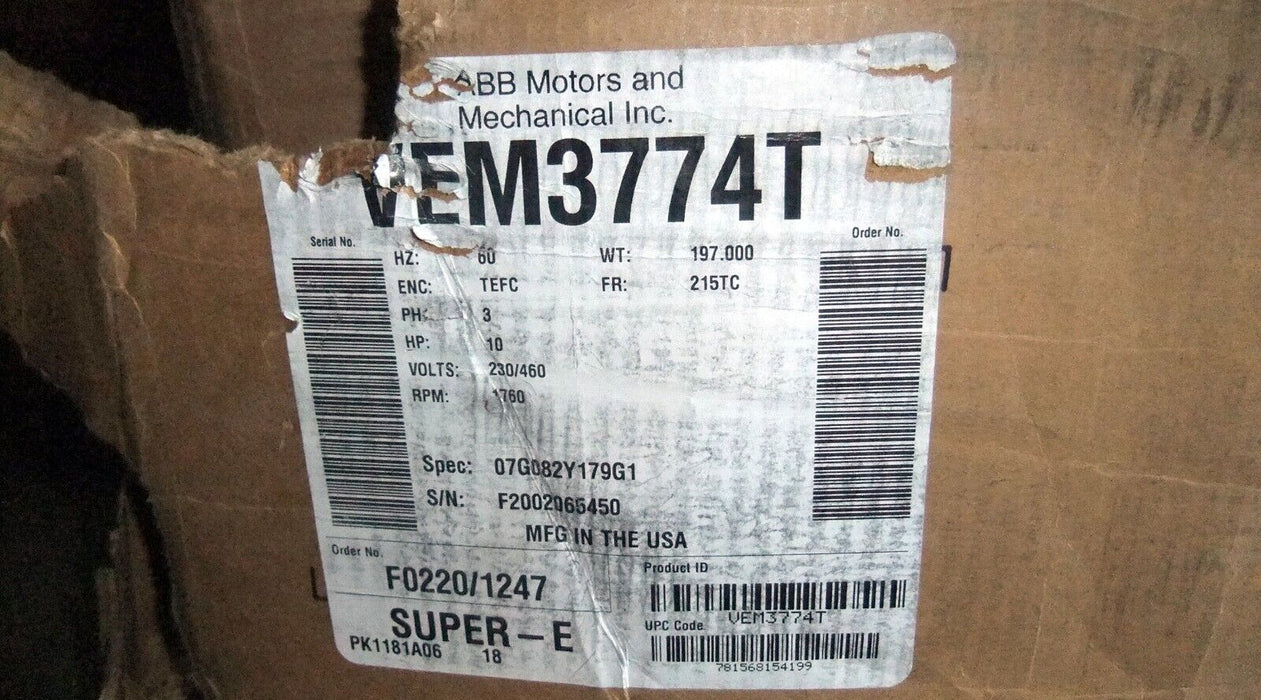 ABB Motors and
Mechanical Inc.
VEM3774T
Serial No.
Order No.
HZ: 60 WT: 197.000
ENC: TEFC FR: 215TC
PH: 3
HP: 10
VOLTS: 230/460
RPM: 1760
Spec: 07G082Y179G1
S/N: F2002065450
MFG IN THE USA
Order No.
F0220/1247
SUPER-E
PK1181A06 18
Product ID
VEM3774T
UPC Code
781568154199